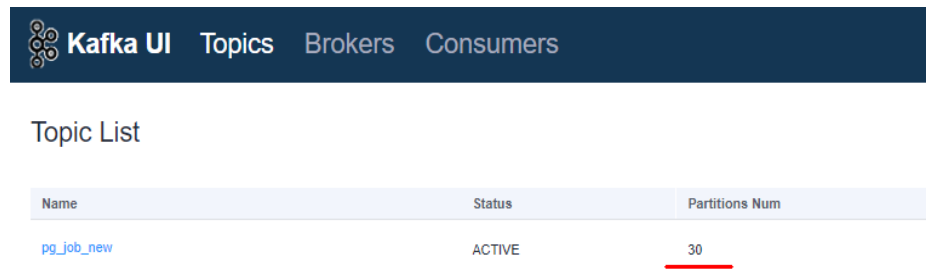 Kafka UI Topics Brokers Consumers
Topic List
Name Status Partitions Num
pg_job_new ACTIVE 30